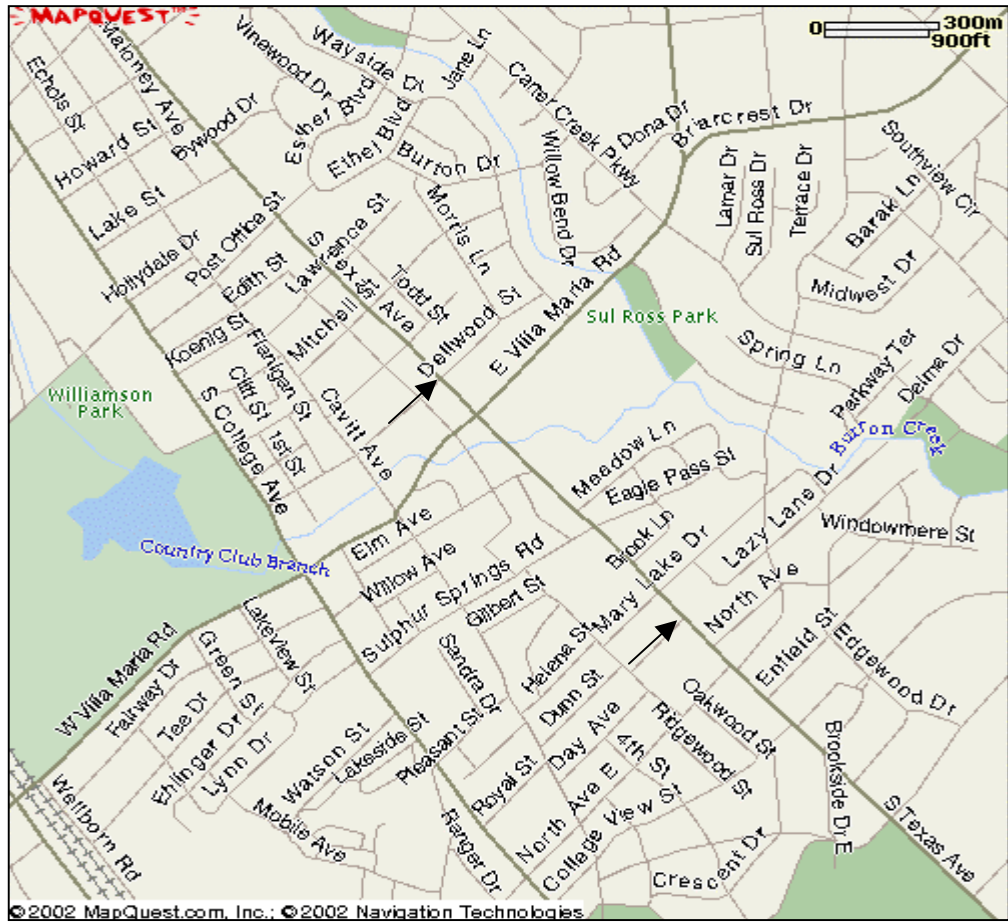 MAPQUEST
TM
0 300m
900ft
Echols St
Maloney Ave
Vinewood Dr
Wayside Dr
Jane Ln
Esther Blvd
Ethel Blvd
Howard St
Bywood Dr
Burton Dr
Carter Creek Pkwy
Dona Dr
Briarcrest Dr
Willow Bend Dr
Southview Cir
Lake St
Lamar Dr
Sul Ross Dr
Terrace Dr
Barak Ln
Post Office St
Hollydale Dr
Edith St
Lawrence St
Morris Ln
S Texas Ave
Todd St
Midwest Dr
Koenig St
Mitchell
Dellwood St
E Villa Maria Rd
Sul Ross Park
Flanigan St
Spring Ln
Parkway Ter
Delma Dr
Williamson
Park
Clift St
1st St
S College Ave
Cavitt Ave
Burton Creek
Meadow Ln
Eagle Pass St
Elm Ave
Brook Ln
Lazy Lane Dr
Windowmere St
Country Club Branch
Willow Ave
Sulphur Springs Rd
Mary Lake Dr
North Ave
Gilbert St
Lakeview St
Green St
W Villa Maria Rd
Fairway Dr
Tee Dr
Ehlinger Dr
Lynn Dr
Sandra Dr
Helena St
Enfield St
Edgewood Dr
Dunn St
Oakwood St
Ridgewood St
Watson St
Lakeside St
Pleasant St
Day Ave
4th St
Royal St
North Ave E
College View St
Brookside Dr E
S Texas Ave
Wellborn Rd
Mobile Ave
Ranger Dr
Crescent Dr
©2002 MapQuest.com, Inc.; ©2002 Navigation Technologies